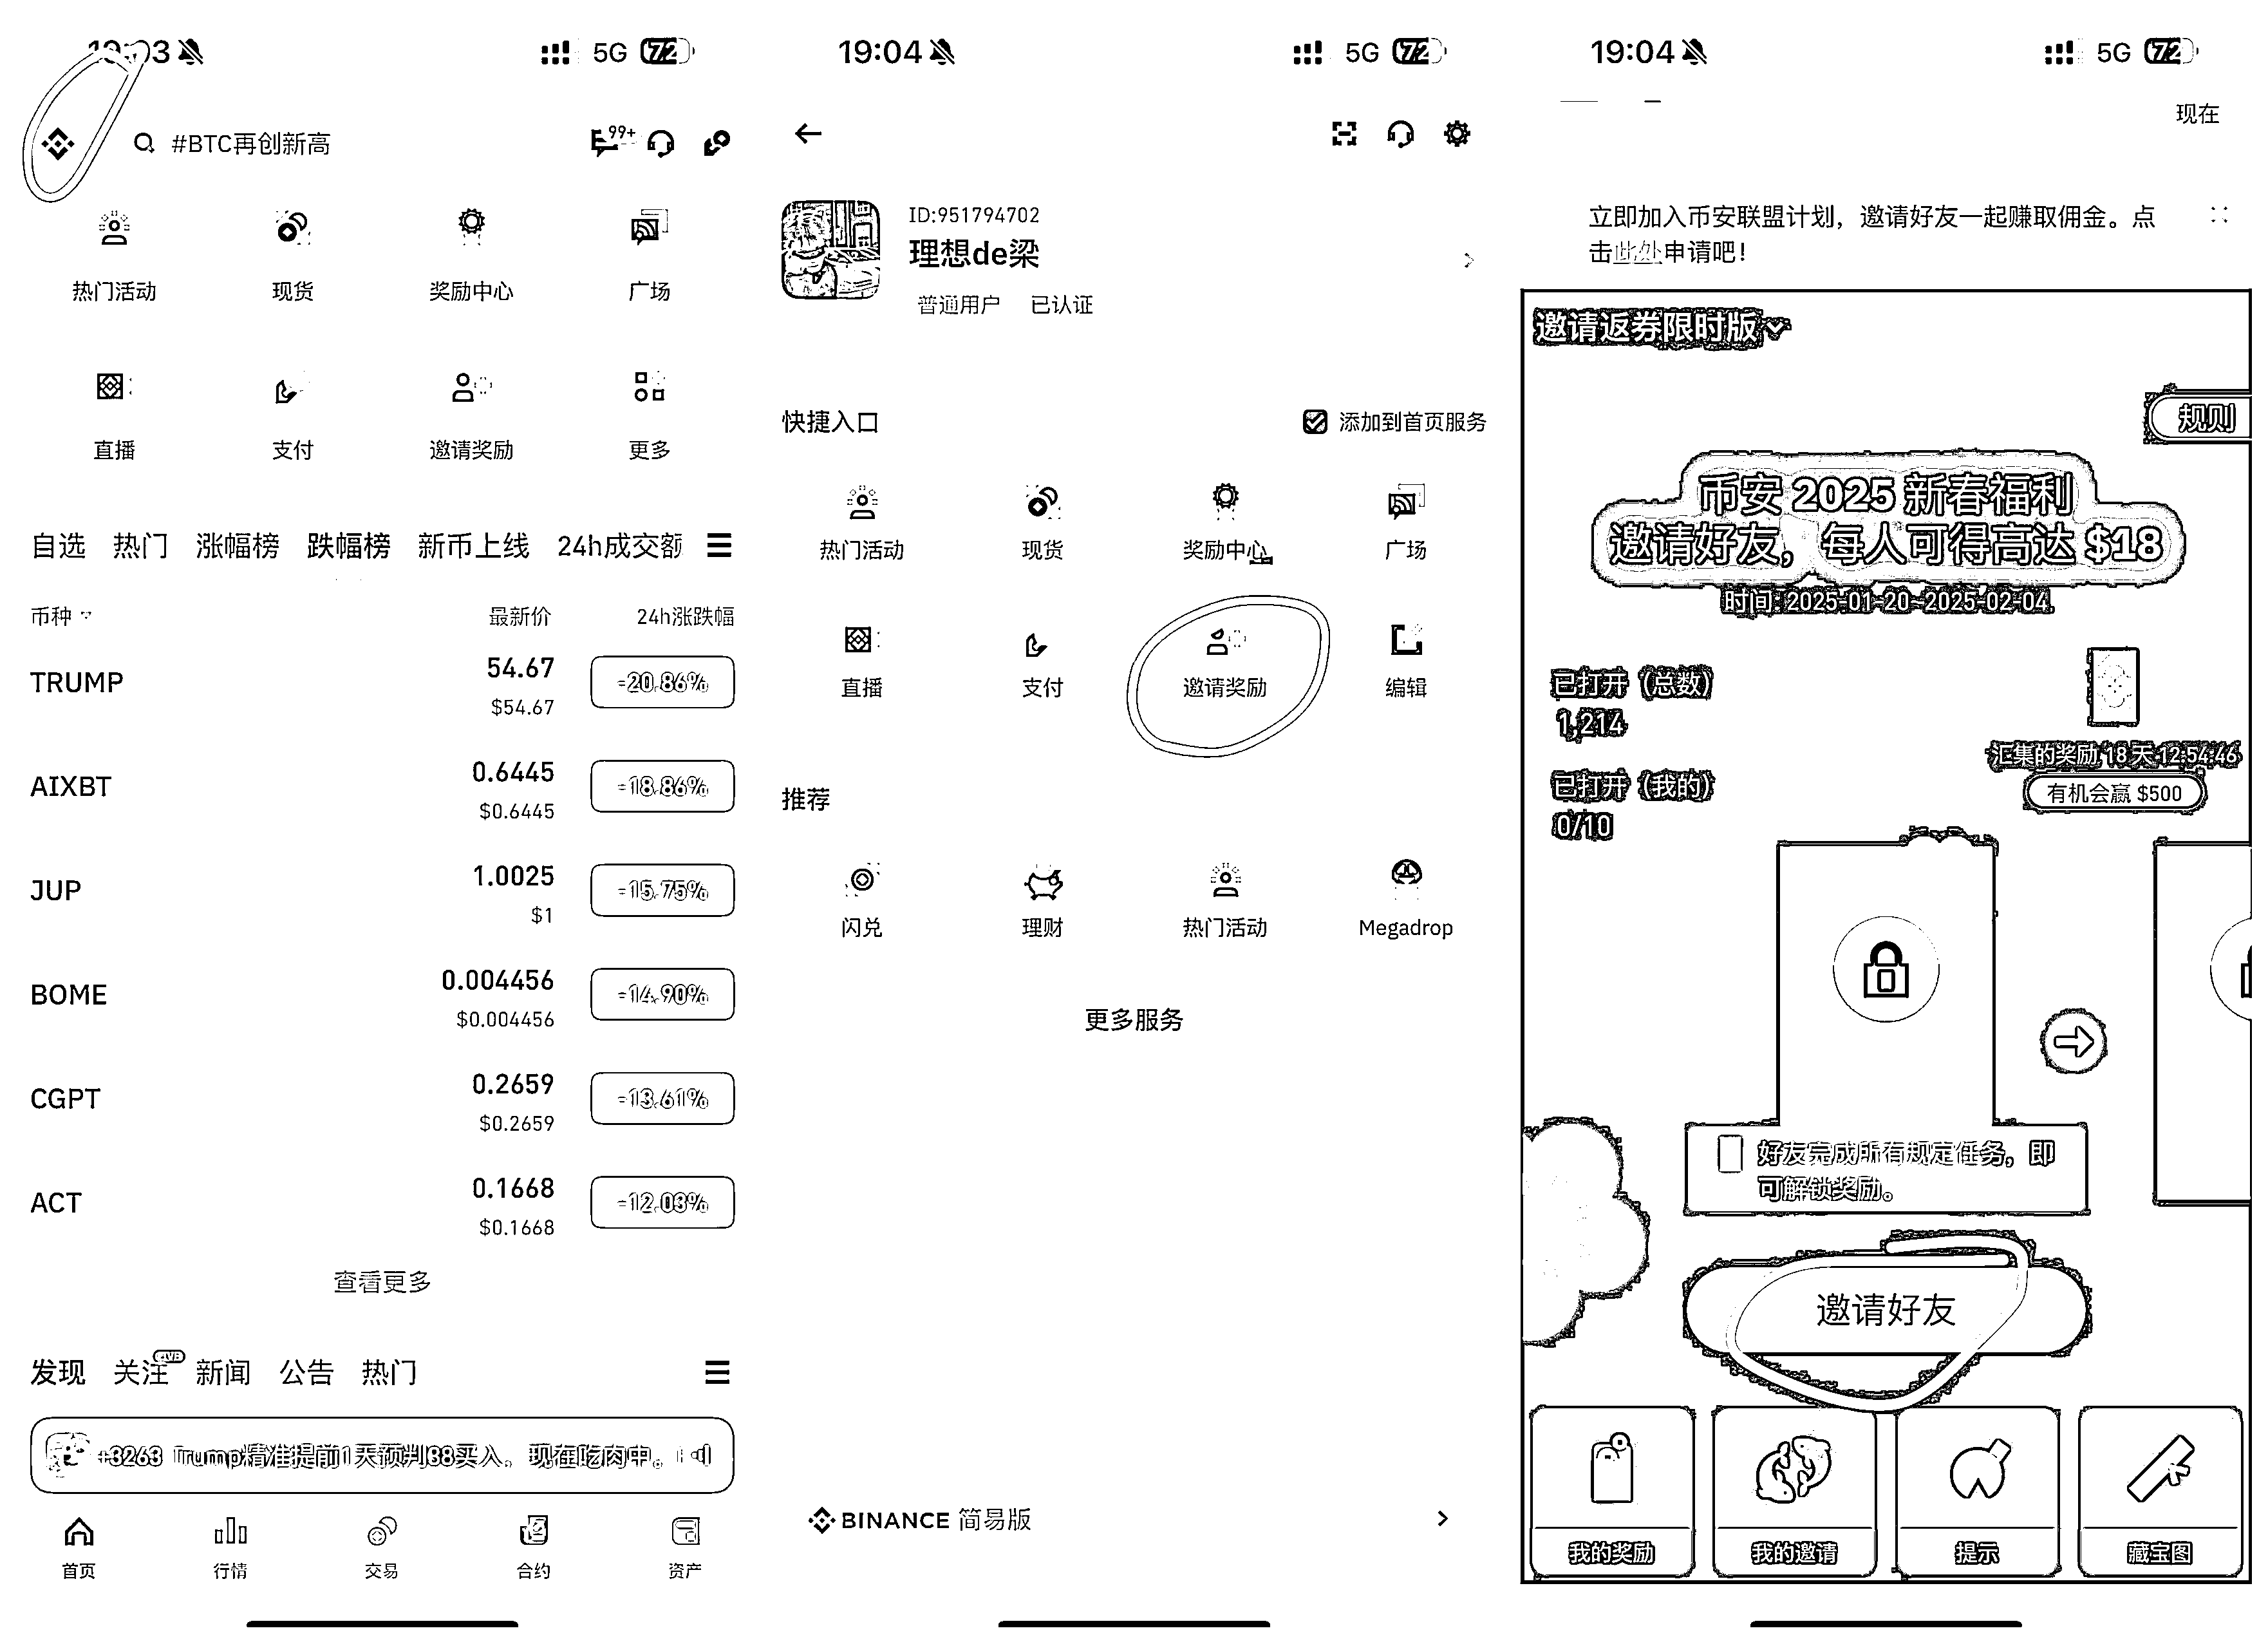 19:03
5G 72
#BTC再创新高
99+
热门活动 现货 奖励中心 广场
直播 支付 邀请奖励 更多
自选 热门 涨幅榜 跌幅榜 新币上线 24h成交额
币种 最新价 24h涨跌幅
TRUMP 54.67 -20.86%
$54.67
AIXBT 0.6445 -18.86%
$0.6445
JUP 1.0025 -15.75%
$1
BOME 0.004456 -14.90%
$0.004456
CGPT 0.2659 -13.61%
$0.2659
ACT 0.1668 -12.03%
$0.1668
查看更多
发现 关注 新闻 公告 热门
+3263 Trump精准提前1天预判88买入。现在吃肉中。
首页 行情 交易 合约 资产
19:04
5G 72
ID:951794702
理想de梁
普通用户 已认证
快捷入口 添加到首页服务
热门活动 现货 奖励中心 广场
直播 支付 邀请奖励 编辑
推荐
闪兑 理财 热门活动 Megadrop
更多服务
BINANCE 简易版
19:04
5G 72
现在
立即加入币安联盟计划，邀请好友一起赚取佣金。点
击此处申请吧！
邀请返券限时版
规则
币安 2025 新春福利
邀请好友，每人可得高达 $18
时间: 2025-01-20~2025-02-04.
已打开（总数）
1,214
汇集的奖励 18 天 12:54:46
有机会赢 $500
已打开（我的）
0/10
好友完成所有规定任务，即
可解锁奖励。
邀请好友
我的奖励 我的邀请 提示 藏宝图